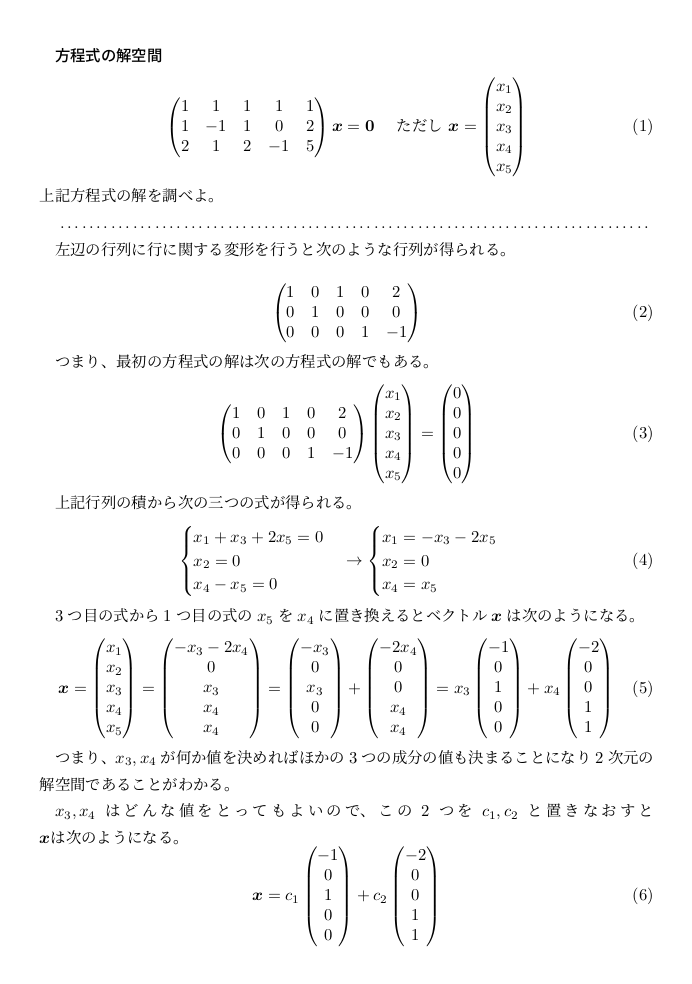 方程式の解空間
\begin{pmatrix} 1 & 1 & 1 & 1 & 1 \\ 1 & -1 & 1 & 0 & 2 \\ 2 & 1 & 2 & -1 & 5 \end{pmatrix} \boldsymbol{x} = \boldsymbol{0} ただし \boldsymbol{x} = \begin{pmatrix} x_1 \\ x_2 \\ x_3 \\ x_4 \\ x_5 \end{pmatrix} (1)
上記方程式の解を調べよ。
左辺の行列に行に関する変形を行うと次のような行列が得られる。
\begin{pmatrix} 1 & 0 & 1 & 0 & 2 \\ 0 & 1 & 0 & 0 & 0 \\ 0 & 0 & 0 & 1 & -1 \end{pmatrix} (2)
つまり、最初の方程式の解は次の方程式の解でもある。
\begin{pmatrix} 1 & 0 & 1 & 0 & 2 \\ 0 & 1 & 0 & 0 & 0 \\ 0 & 0 & 0 & 1 & -1 \end{pmatrix} \begin{pmatrix} x_1 \\ x_2 \\ x_3 \\ x_4 \\ x_5 \end{pmatrix} = \begin{pmatrix} 0 \\ 0 \\ 0 \\ 0 \\ 0 \end{pmatrix} (3)
上記行列の積から次の三つの式が得られる。
\begin{cases} x_1 + x_3 + 2x_5 = 0 \\ x_2 = 0 \\ x_4 - x_5 = 0 \end{cases} → \begin{cases} x_1 = -x_3 - 2x_5 \\ x_2 = 0 \\ x_4 = x_5 \end{cases} (4)
3 つ目の式から 1 つ目の式の x_5 を x_4 に置き換えるとベクトル \boldsymbol{x} は次のようになる。
\boldsymbol{x} = \begin{pmatrix} x_1 \\ x_2 \\ x_3 \\ x_4 \\ x_5 \end{pmatrix} = \begin{pmatrix} -x_3 - 2x_4 \\ 0 \\ x_3 \\ x_4 \\ x_4 \end{pmatrix} = \begin{pmatrix} -x_3 \\ 0 \\ x_3 \\ 0 \\ 0 \end{pmatrix} + \begin{pmatrix} -2x_4 \\ 0 \\ 0 \\ x_4 \\ x_4 \end{pmatrix} = x_3 \begin{pmatrix} -1 \\ 0 \\ 1 \\ 0 \\ 0 \end{pmatrix} + x_4 \begin{pmatrix} -2 \\ 0 \\ 0 \\ 1 \\ 1 \end{pmatrix} (5)
つまり、x_3, x_4 が何か値を決めればほかの 3 つの成分の値も決まることになり 2 次元の
解空間であることがわかる。
x_3, x_4 はどんな値をとってもよいので、この 2 つを c_1, c_2 と置きなおすと
\boldsymbol{x}は次のようになる。
\boldsymbol{x} = c_1 \begin{pmatrix} -1 \\ 0 \\ 1 \\ 0 \\ 0 \end{pmatrix} + c_2 \begin{pmatrix} -2 \\ 0 \\ 0 \\ 1 \\ 1 \end{pmatrix} (6)